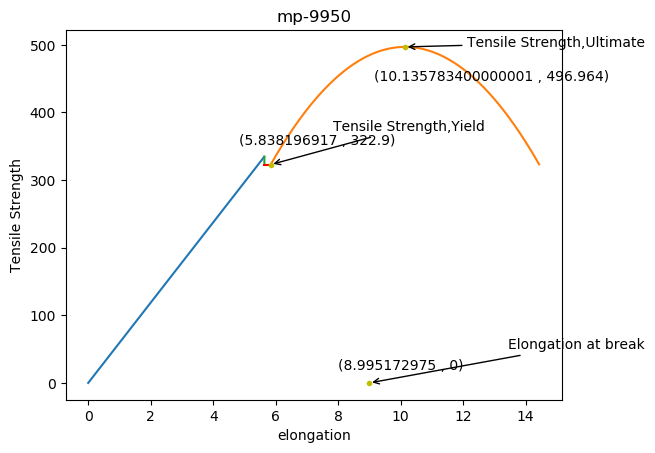 mp-9950
Tensile Strength,Ultimate
(10.135783400000001 , 496.964)
Tensile Strength,Yield
(5.838196917 , 322.9)
Elongation at break
(8.995172975 , 0)
Tensile Strength
500
400
300
200
100
0
0 2 4 6 8 10 12 14
elongation